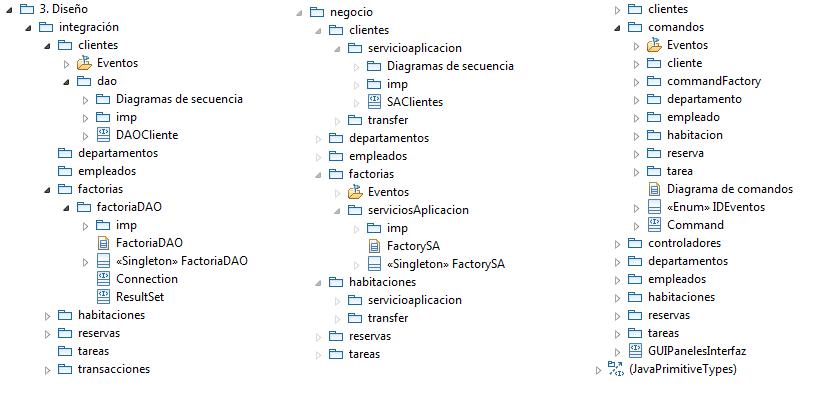 3. Diseño
integración
clientes
Eventos
dao
Diagramas de secuencia
imp
DAOCliente
departamentos
empleados
factorias
factoriaDAO
imp
FactoriaDAO
«Singleton» FactoriaDAO
Connection
ResultSet
habitaciones
reservas
tareas
transacciones
negocio
clientes
servicioaplicacion
Diagramas de secuencia
imp
SAClientes
transfer
departamentos
empleados
factorias
Eventos
serviciosAplicacion
imp
FactorySA
«Singleton» FactorySA
habitaciones
servicioaplicacion
transfer
reservas
tareas
clientes
comandos
Eventos
cliente
commandFactory
departamento
empleado
habitacion
reserva
tarea
Diagrama de comandos
«Enum» IDEventos
Command
controladores
departamentos
empleados
habitaciones
reservas
tareas
GUIPanelesInterfaz
(JavaPrimitiveTypes)